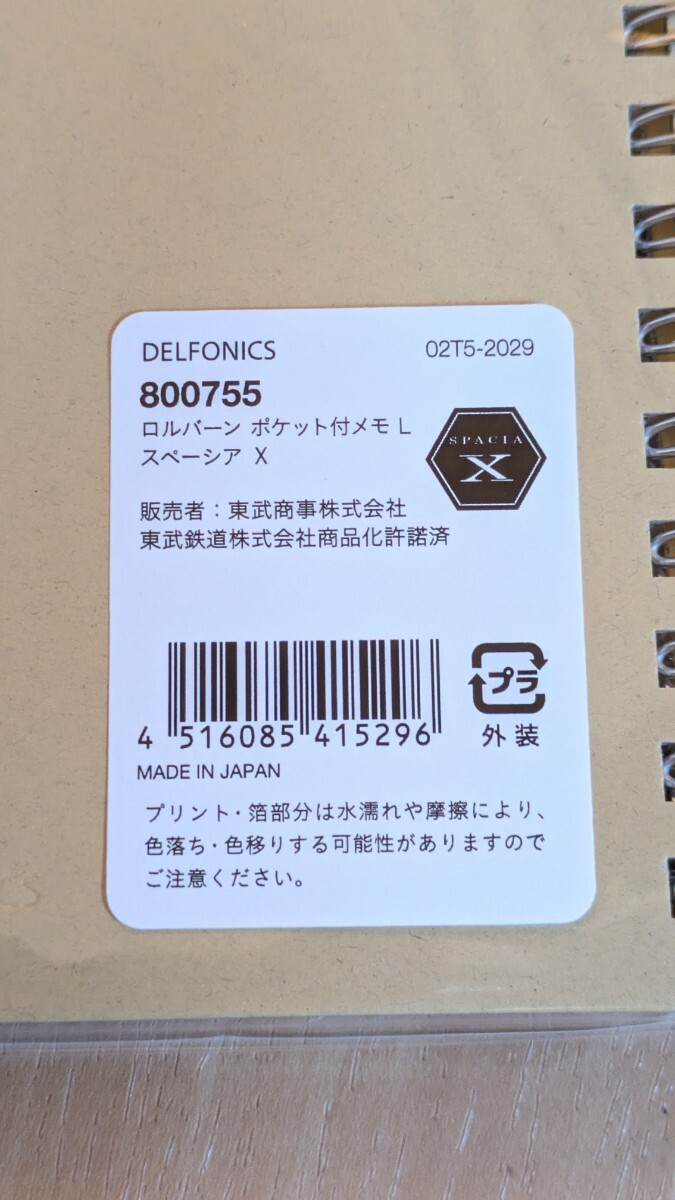 DELFONICS
02T5-2029
800755
ロルバーン ポケット付メモ L
スペーシア X
SPACIA
X
販売者：東武商事株式会社
東武鉄道株式会社商品化許諾済
4 516085 415296
プラ
外装
MADE IN JAPAN
プリント・箔部分は水濡れや摩擦により、
色落ち・色移りする可能性がありますので
ご注意ください。